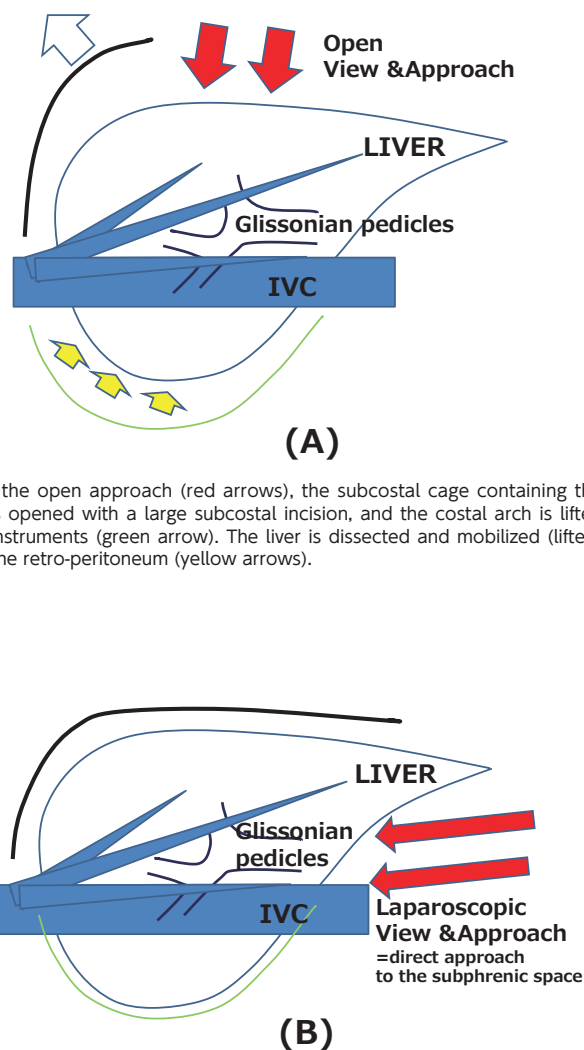 Open
View &Approach
LIVER
Glissonian pedicles
IVC
(A)
the open approach (red arrows), the subcostal cage containing th
opened with a large subcostal incision, and the costal arch is lifte
nstruments (green arrow). The liver is dissected and mobilized (lifte
ne retro-peritoneum (yellow arrows).
LIVER
Glissonian
pedicles
IVC
Laparoscopic
View &Approach
=direct approach
to the subphrenic space
(B)